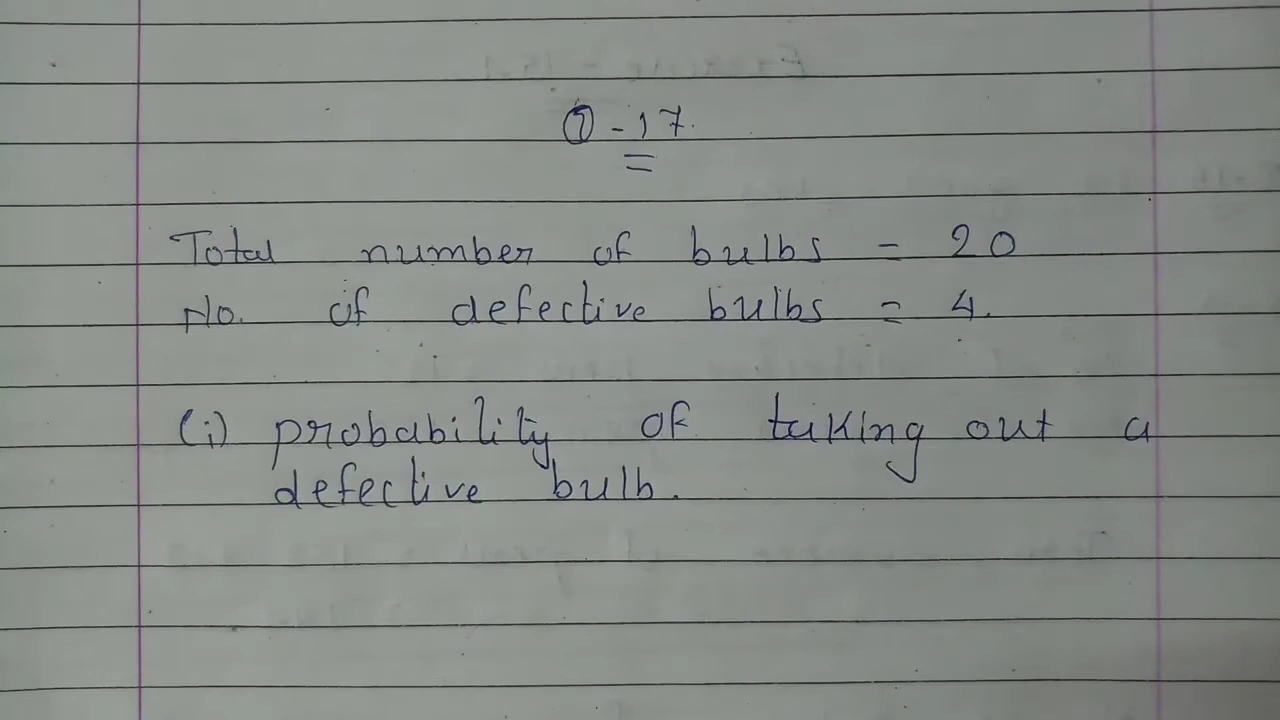 Q-17.
Total number of bulbs = 20
No. of defective bulbs = 4.
(i) probability of taking out a
defective bulb.